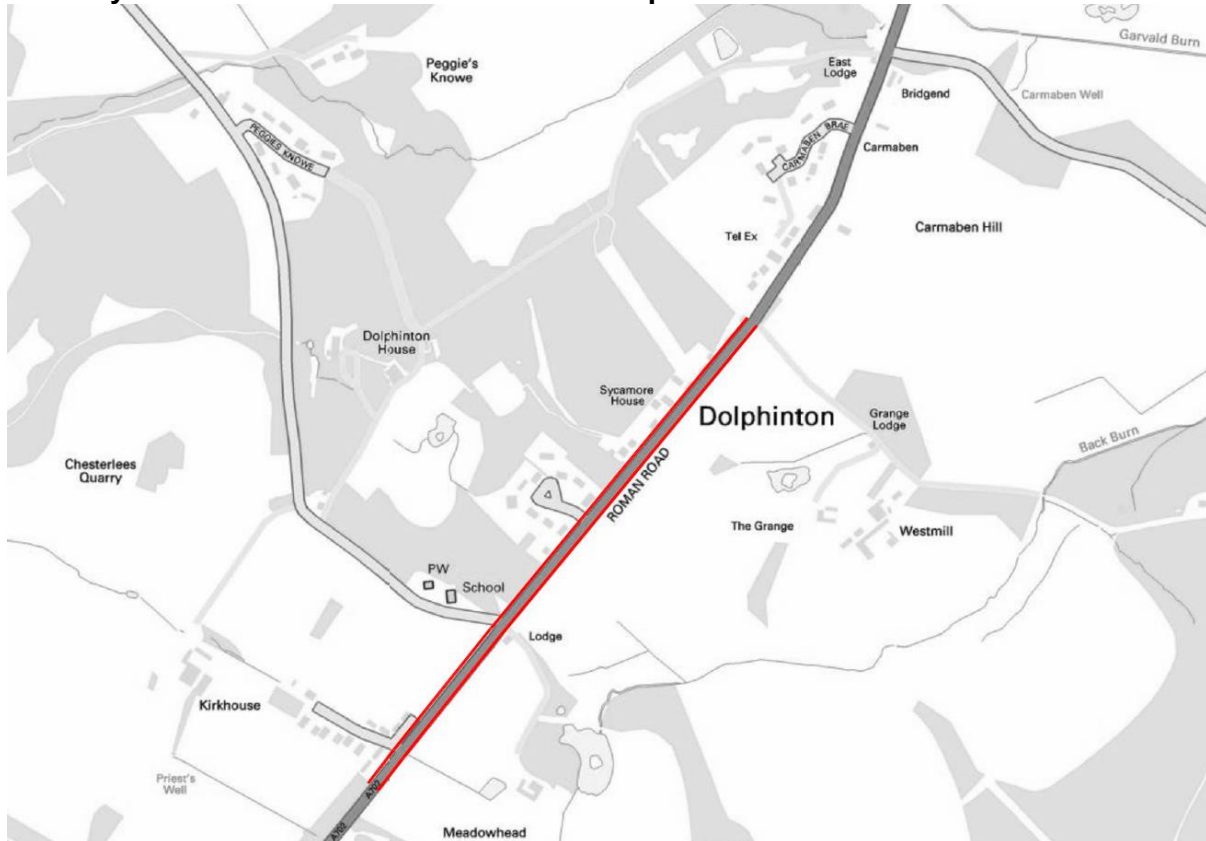 Garvald Burn
Peggie's
Knowe
East
Lodge
Bridgend
Carmaben Well
PEGGIES KNOWE
CARMABEN BRAE
Carmaben
Tel Ex
Carmaben Hill
Dolphinton
House
Sycamore
House
Dolphinton
Grange
Lodge
Back Burn
Chesterlees
Quarry
ROMAN ROAD
The Grange
Westmill
PW
School
Lodge
Kirkhouse
Priest's
Well
A702
A702
Meadowhead